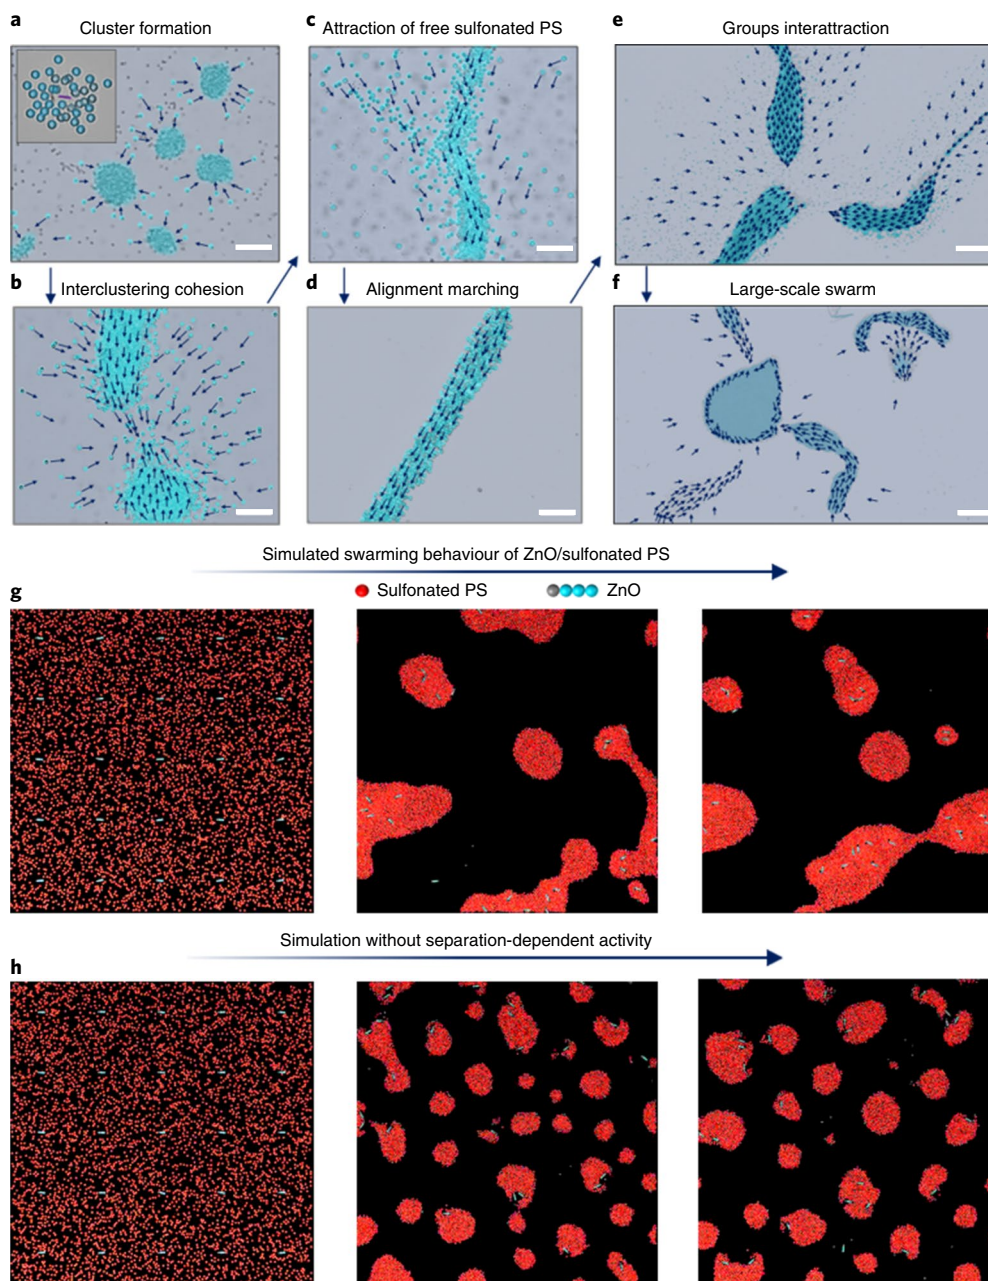 a
Cluster formation
c
Attraction of free sulfonated PS
e
Groups interattraction
b
Interclustering cohesion
d
Alignment marching
f
Large-scale swarm
Simulated swarming behaviour of ZnO/sulfonated PS
g
Sulfonated PS
ZnO
Simulation without separation-dependent activity
h